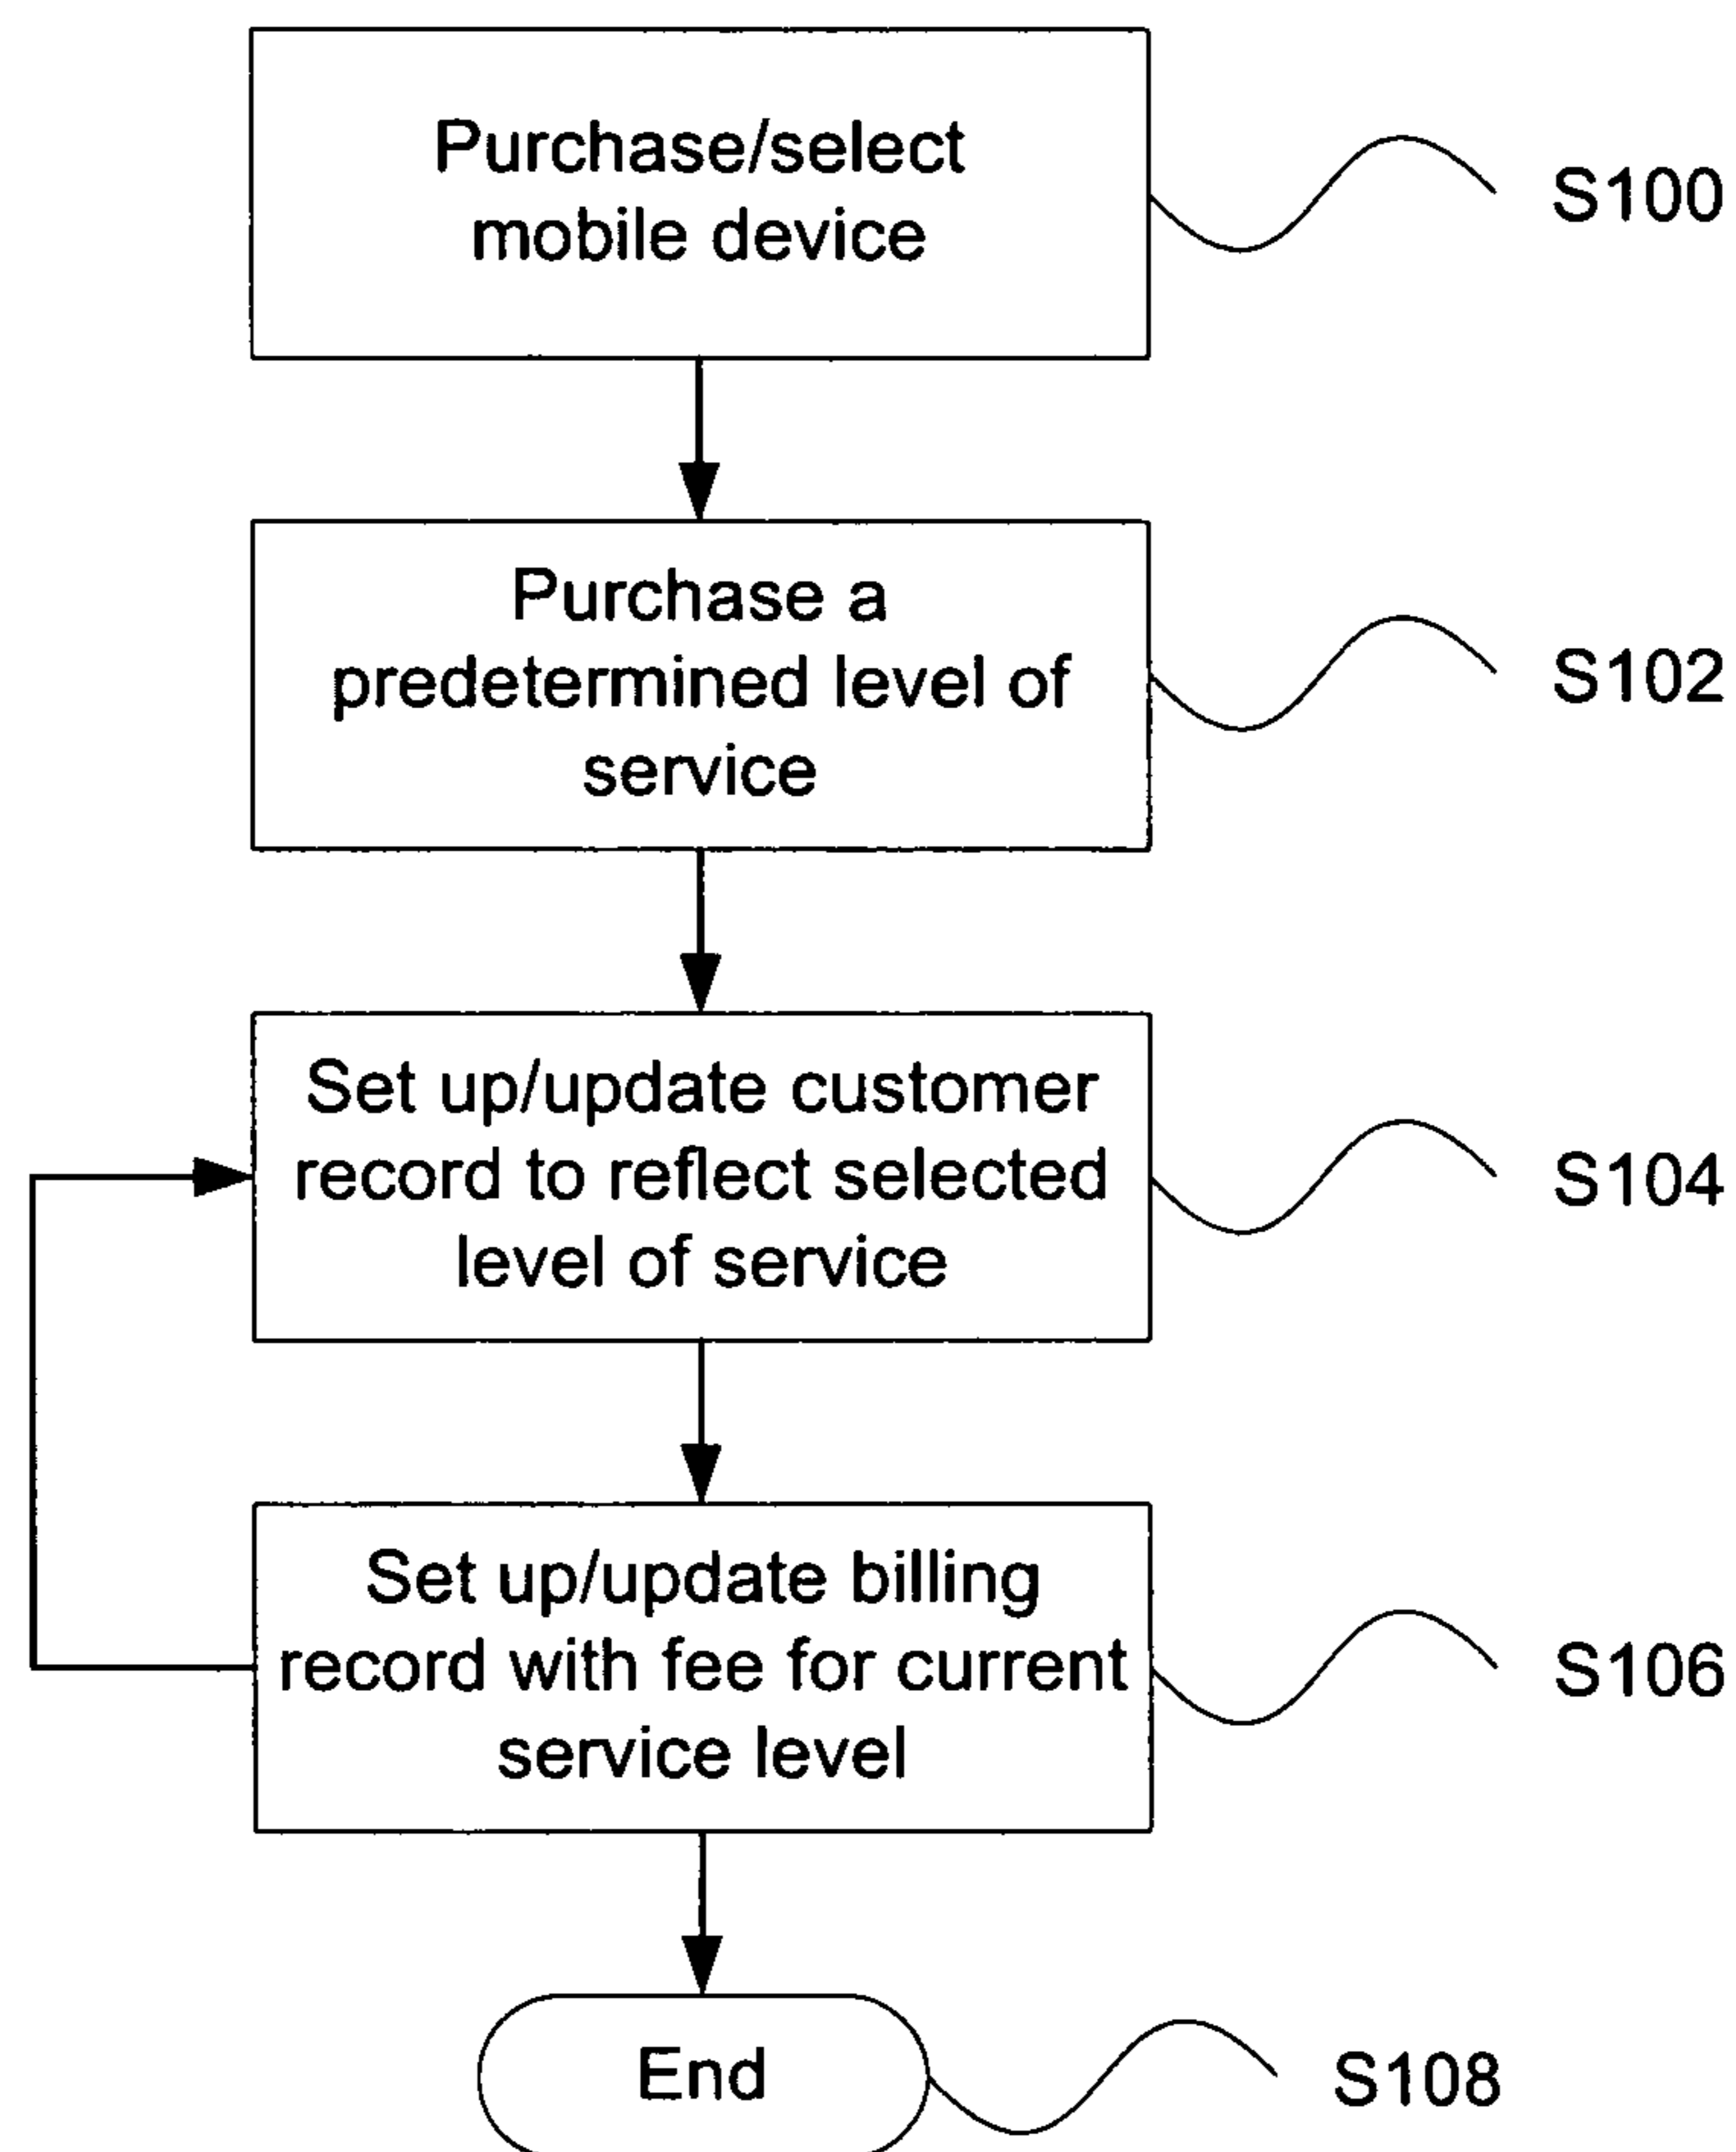 Purchase/select
mobile device
S100
Purchase a
predetermined level of
service
S102
Set up/update customer
record to reflect selected
level of service
S104
Set up/update billing
record with fee for current
service level
S106
End
S108